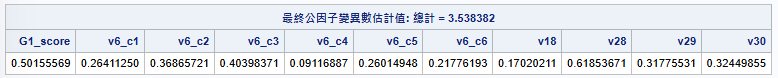 最終公因子變異數估計值: 總計 = 3.538382
G1_score v6_c1 v6_c2 v6_c3 v6_c4 v6_c5 v6_c6 v18 v28 v29 v30
0.50155569 0.26411250 0.36865721 0.40398371 0.09116887 0.26014948 0.21776193 0.17020211 0.61853671 0.31775531 0.32449855